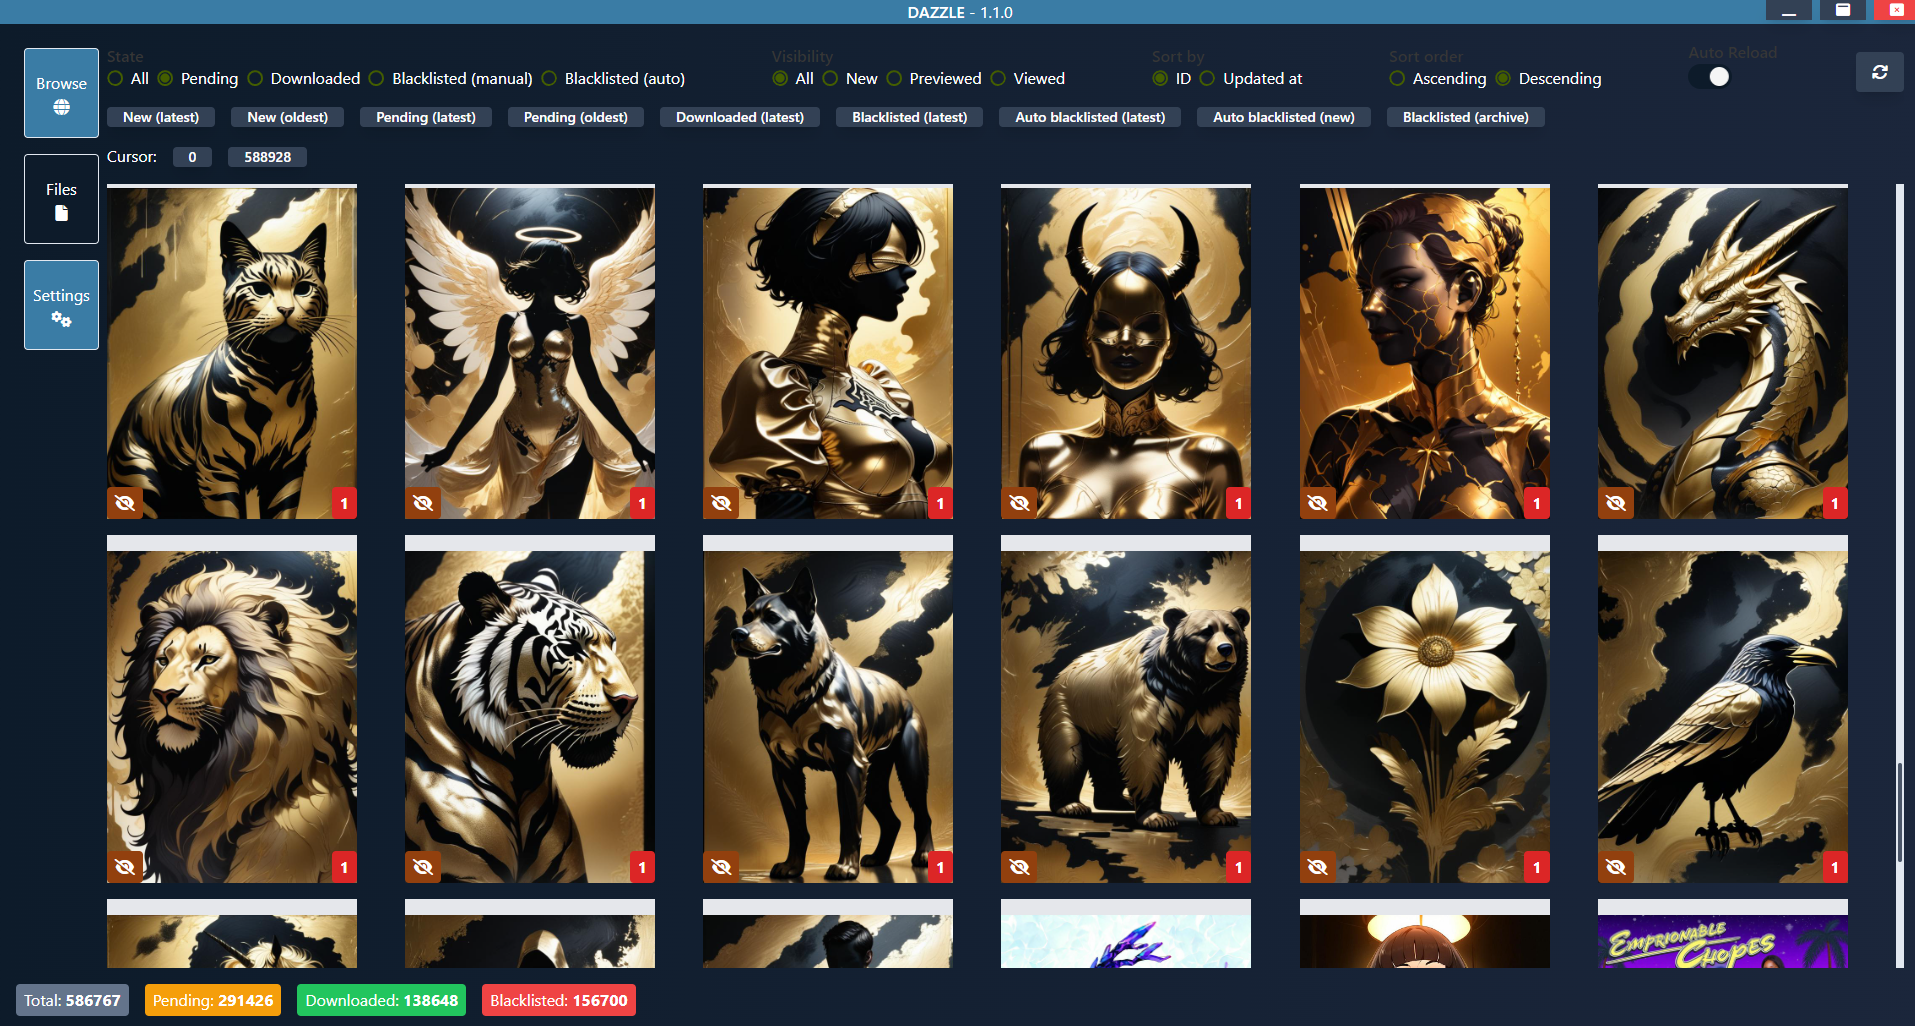 DAZZLE - 1.1.0
Browse
Files
Settings
State
All Pending Downloaded Blacklisted (manual) Blacklisted (auto)
Visibility
All New Previewed Viewed
Sort by
ID Updated at
Sort order
Ascending Descending
Auto Reload
New (latest) New (oldest) Pending (latest) Pending (oldest) Downloaded (latest) Blacklisted (latest) Auto blacklisted (latest) Auto blacklisted (new) Blacklisted (archive)
Cursor: 0 588928
1 1 1 1 1 1
1 1 1 1 1 1
EMPRIONABLE
CHOPES
Total: 586767 Pending: 291426 Downloaded: 138648 Blacklisted: 156700